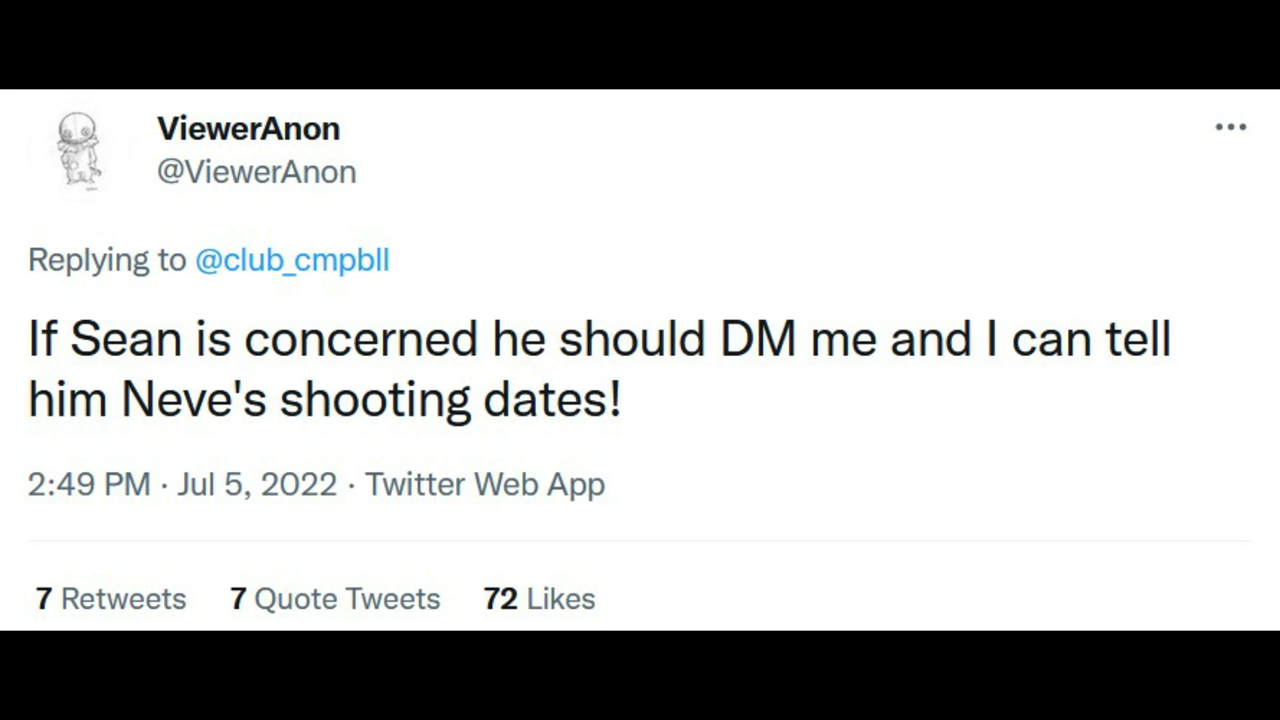 ViewerAnon
@ViewerAnon
Replying to @club_cmpbll
If Sean is concerned he should DM me and I can tell
him Neve's shooting dates!
2:49 PM · Jul 5, 2022 · Twitter Web App
7 Retweets 7 Quote Tweets 72 Likes